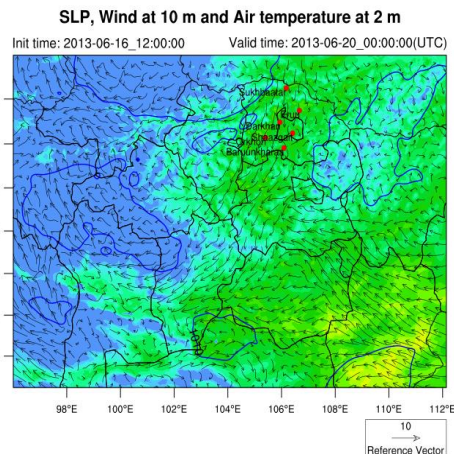 SLP, Wind at 10 m and Air temperature at 2 m
Init time: 2013-06-16_12:00:00 Valid time: 2013-06-20_00:00:00(UTC)
Sukhbaatar
Orkhon
Baruunkharaa
98°E 100°E 102°E 104°E 106°E 108°E 110°E 112°E
10
Reference Vector